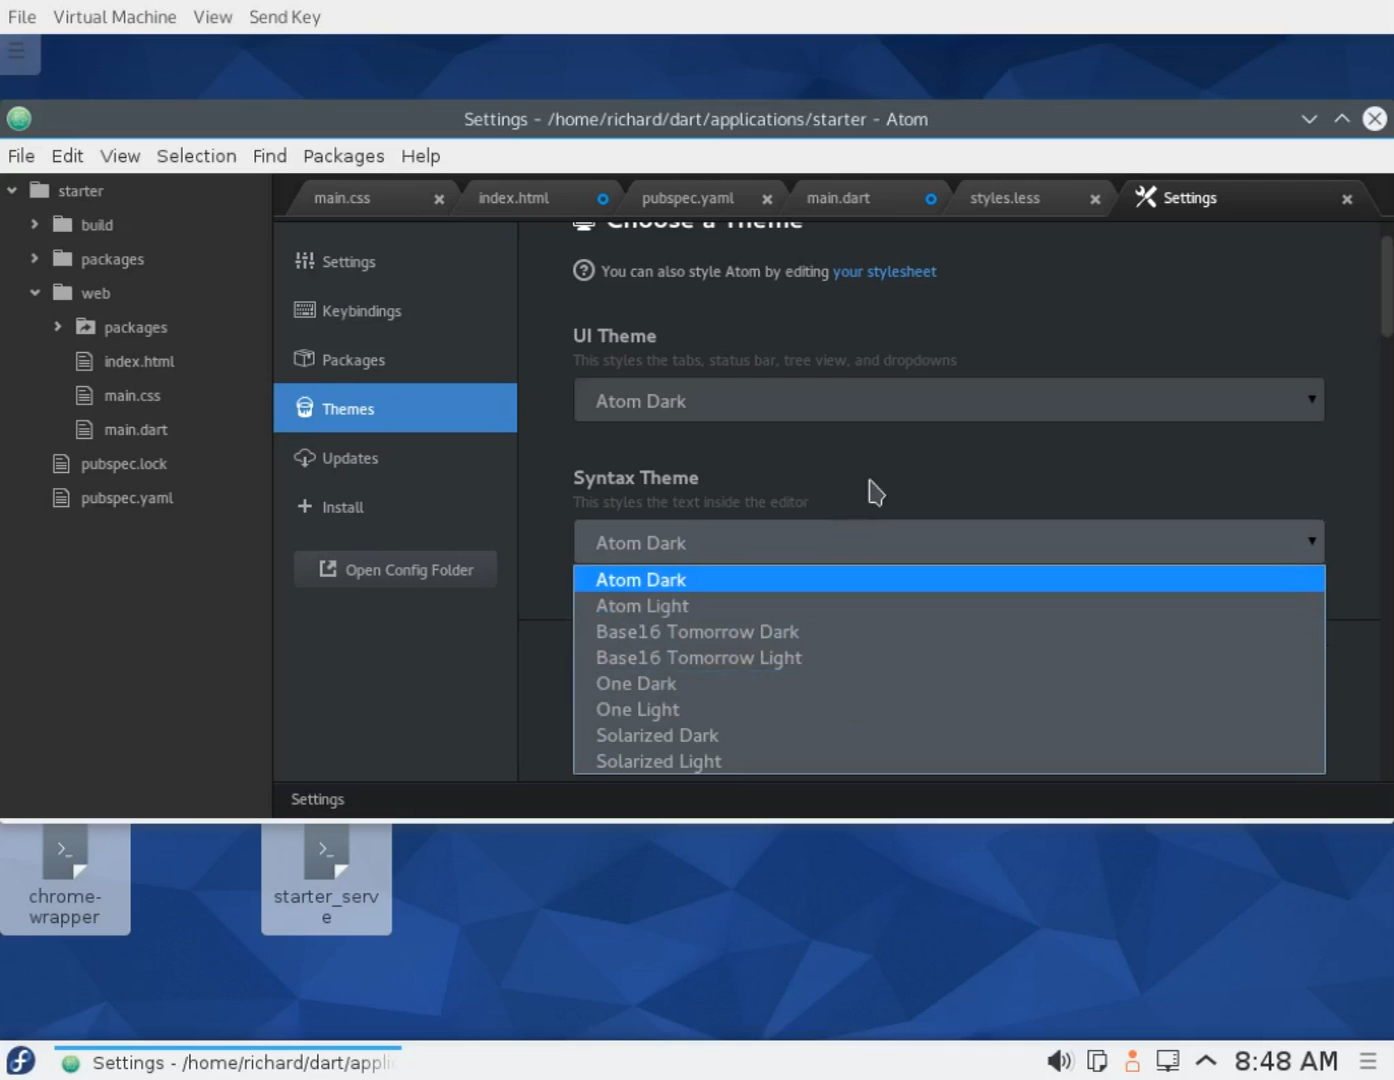 File Virtual Machine View Send Key
Settings - /home/richard/dart/applications/starter - Atom
File Edit View Selection Find Packages Help
starter
build
packages
web
packages
index.html
main.css
main.dart
pubspec.lock
pubspec.yaml
main.css index.html pubspec.yaml main.dart styles.less Settings
Settings
Keybindings
Packages
Themes
Updates
Install
Open Config Folder
Choose a Theme
You can also style Atom by editing your stylesheet
UI Theme
This styles the tabs, status bar, tree view, and dropdowns
Atom Dark
Syntax Theme
This styles the text inside the editor
Atom Dark
Atom Dark
Atom Light
Base16 Tomorrow Dark
Base16 Tomorrow Light
One Dark
One Light
Solarized Dark
Solarized Light
Settings
chrome-
wrapper
starter_serv
e
Settings - /home/richard/dart/appli
8:48 AM